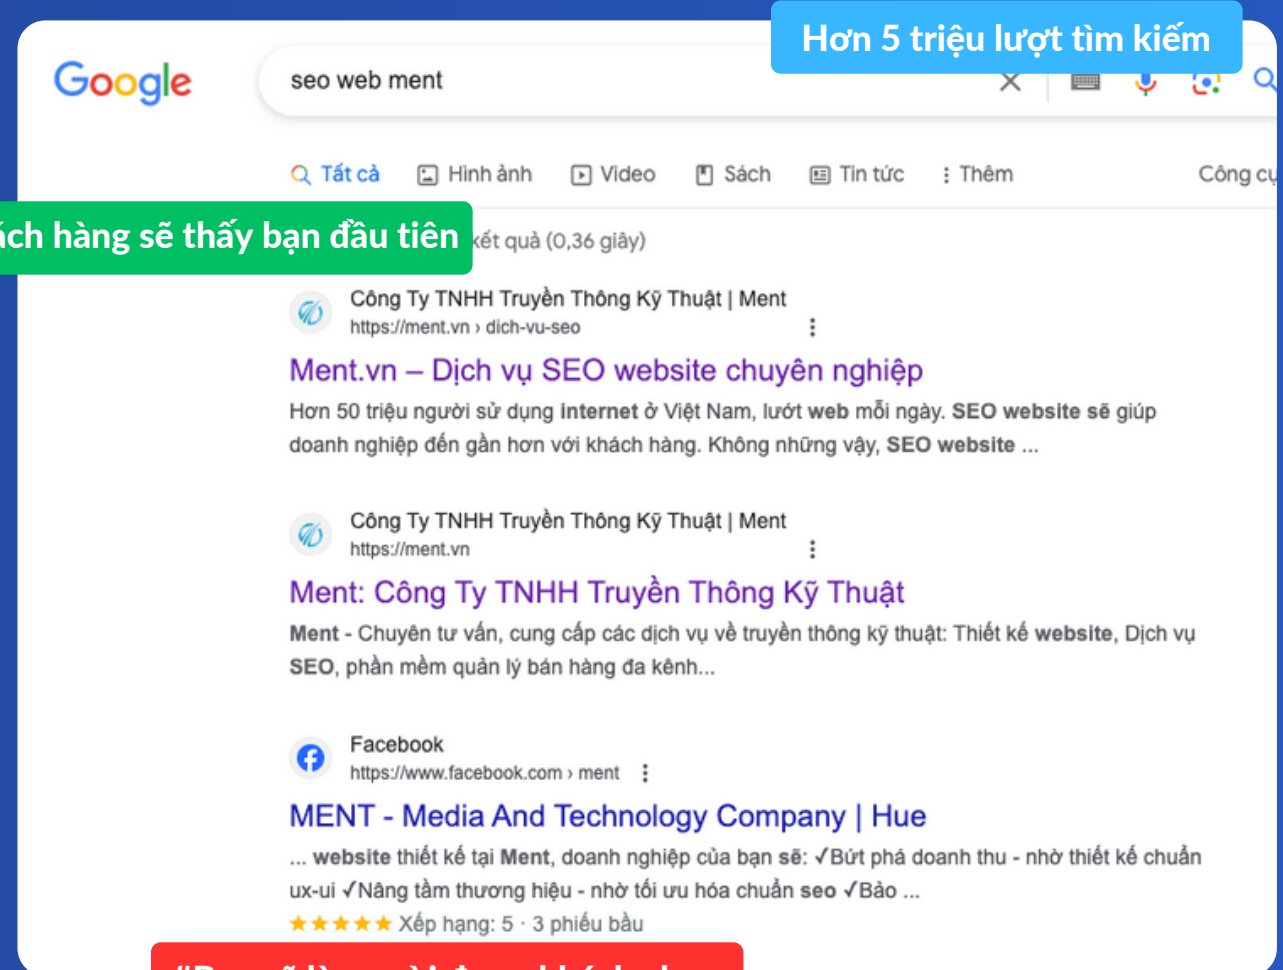 Hơn 5 triệu lượt tìm kiếm
Google
seo web ment
Tất cả Hình ảnh Video Sách Tin tức Thêm Công cụ
hàng sẽ thấy bạn đầu tiên
kết quả (0,36 giây)
Công Ty TNHH Truyền Thông Kỹ Thuật | Ment
https://ment.vn › dich-vu-seo
Ment.vn – Dịch vụ SEO website chuyên nghiệp
Hơn 50 triệu người sử dụng internet ở Việt Nam, lướt web mỗi ngày. SEO website sẽ giúp
doanh nghiệp đến gần hơn với khách hàng. Không những vậy, SEO website ...
Công Ty TNHH Truyền Thông Kỹ Thuật | Ment
https://ment.vn
Ment: Công Ty TNHH Truyền Thông Kỹ Thuật
Ment - Chuyên tư vấn, cung cấp các dịch vụ về truyền thông kỹ thuật: Thiết kế website, Dịch vụ
SEO, phần mềm quản lý bán hàng đa kênh...
Facebook
https://www.facebook.com › ment
MENT - Media And Technology Company | Hue
... website thiết kế tại Ment, doanh nghiệp của bạn sẽ: ✓Bứt phá doanh thu - nhờ thiết kế chuẩn
ux-ui ✓Nâng tầm thương hiệu - nhờ tối ưu hóa chuẩn seo ✓Bảo ...
Xếp hạng: 5 · 3 phiếu bầu